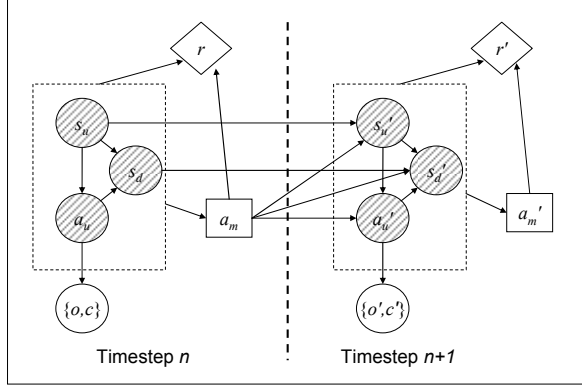 r
r'
s_u
s_u'
s_d
s_d'
a_u
a_m
a_u'
a_m'
{o,c}
{o',c'}
Timestep n
Timestep n+1